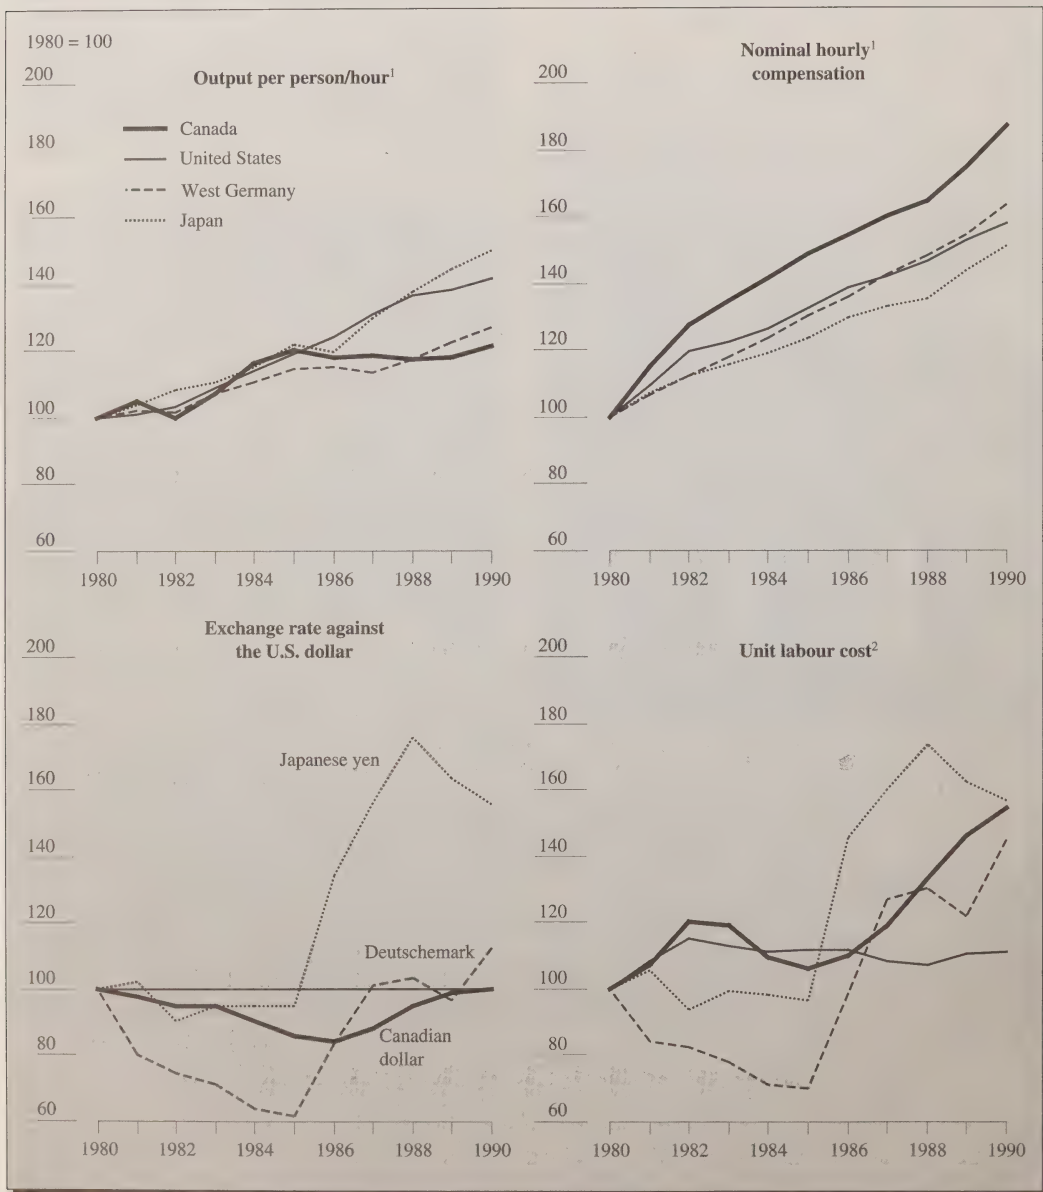 1980 = 100
Output per person/hour¹
200
180
160
140
120
100
80
60
Canada
United States
West Germany
Japan
1980 1982 1984 1986 1988 1990
Nominal hourly¹
compensation
200
180
160
140
120
100
80
60
1980 1982 1984 1986 1988 1990
Exchange rate against
the U.S. dollar
200
180
160
140
120
100
80
60
Japanese yen
Deutschemark
Canadian
dollar
1980 1982 1984 1986 1988 1990
Unit labour cost²
200
180
160
140
120
100
80
60
1980 1982 1984 1986 1988 1990